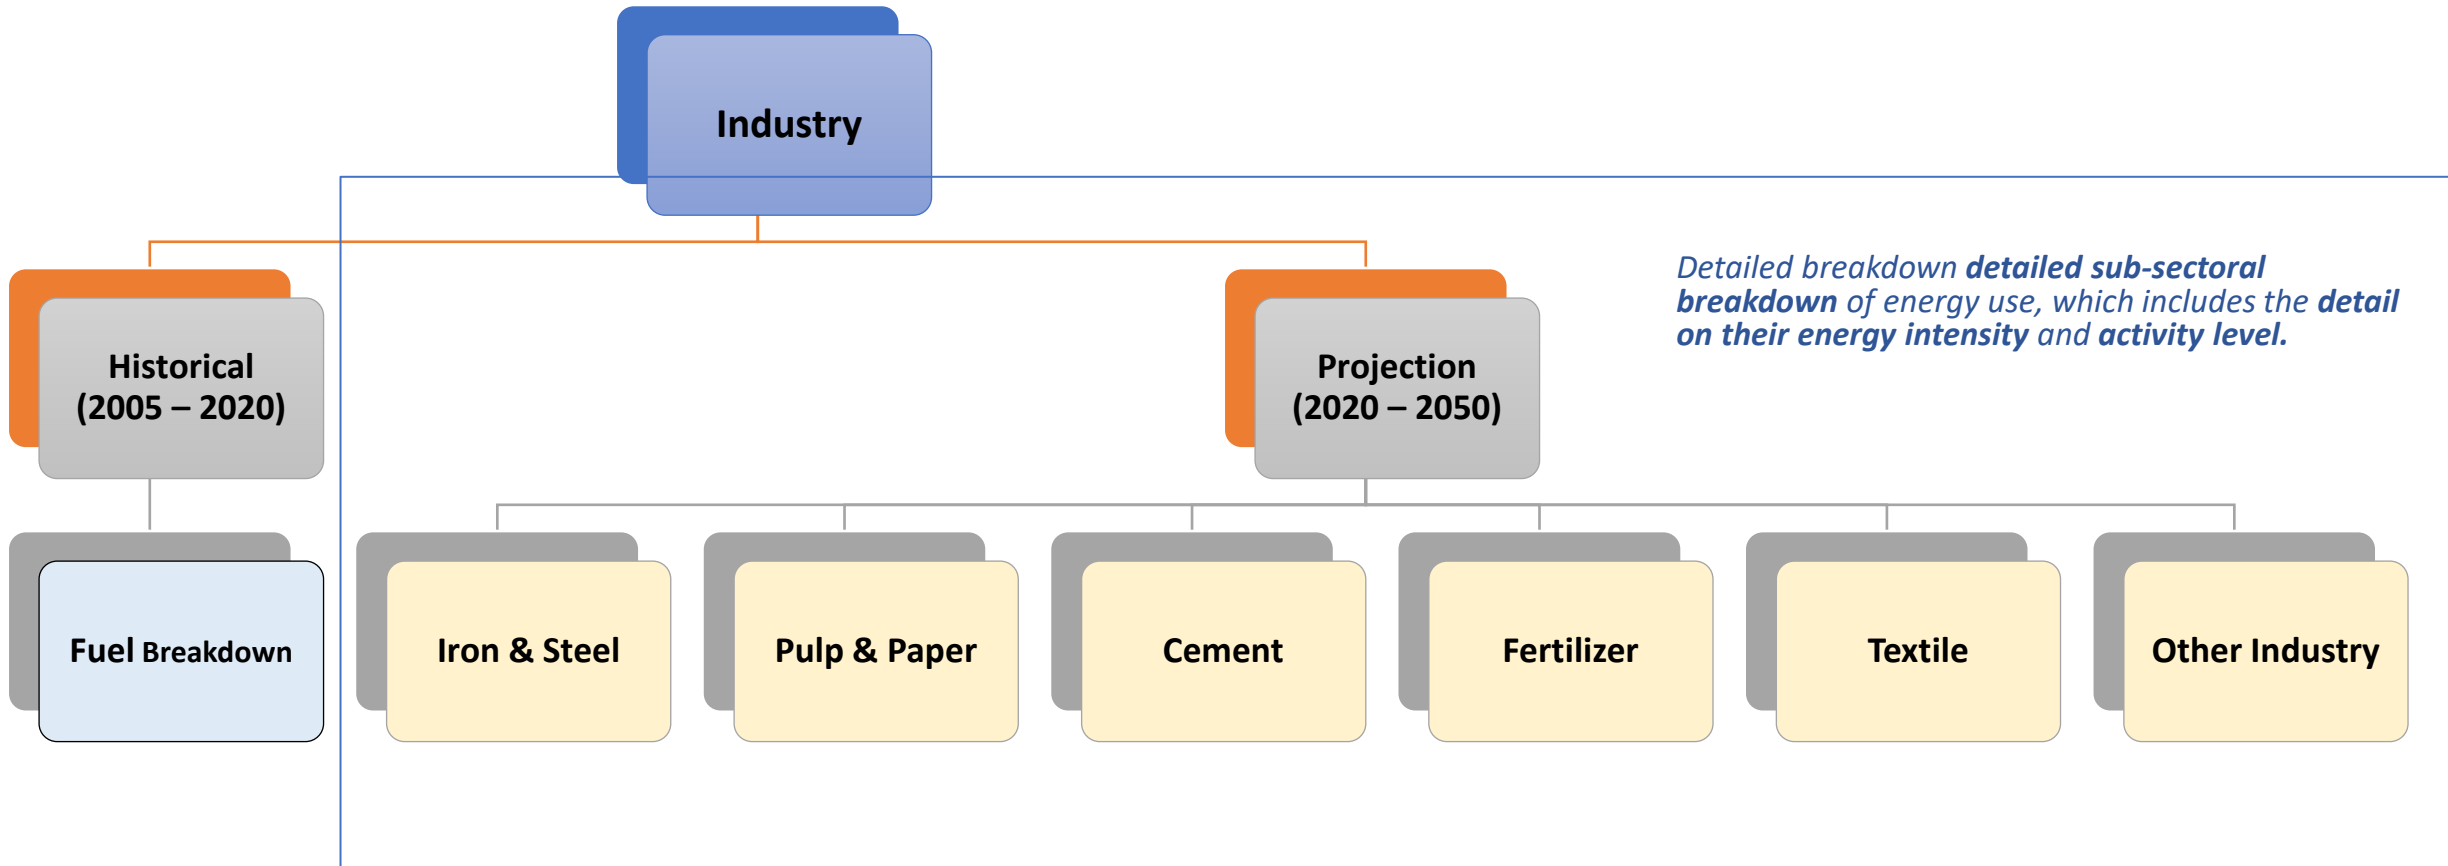 Industry
Detailed breakdown detailed sub-sectoral
breakdown of energy use, which includes the detail
on their energy intensity and activity level.
Historical
(2005 – 2020)
Projection
(2020 – 2050)
Fuel Breakdown
Iron & Steel
Pulp & Paper
Cement
Fertilizer
Textile
Other Industry